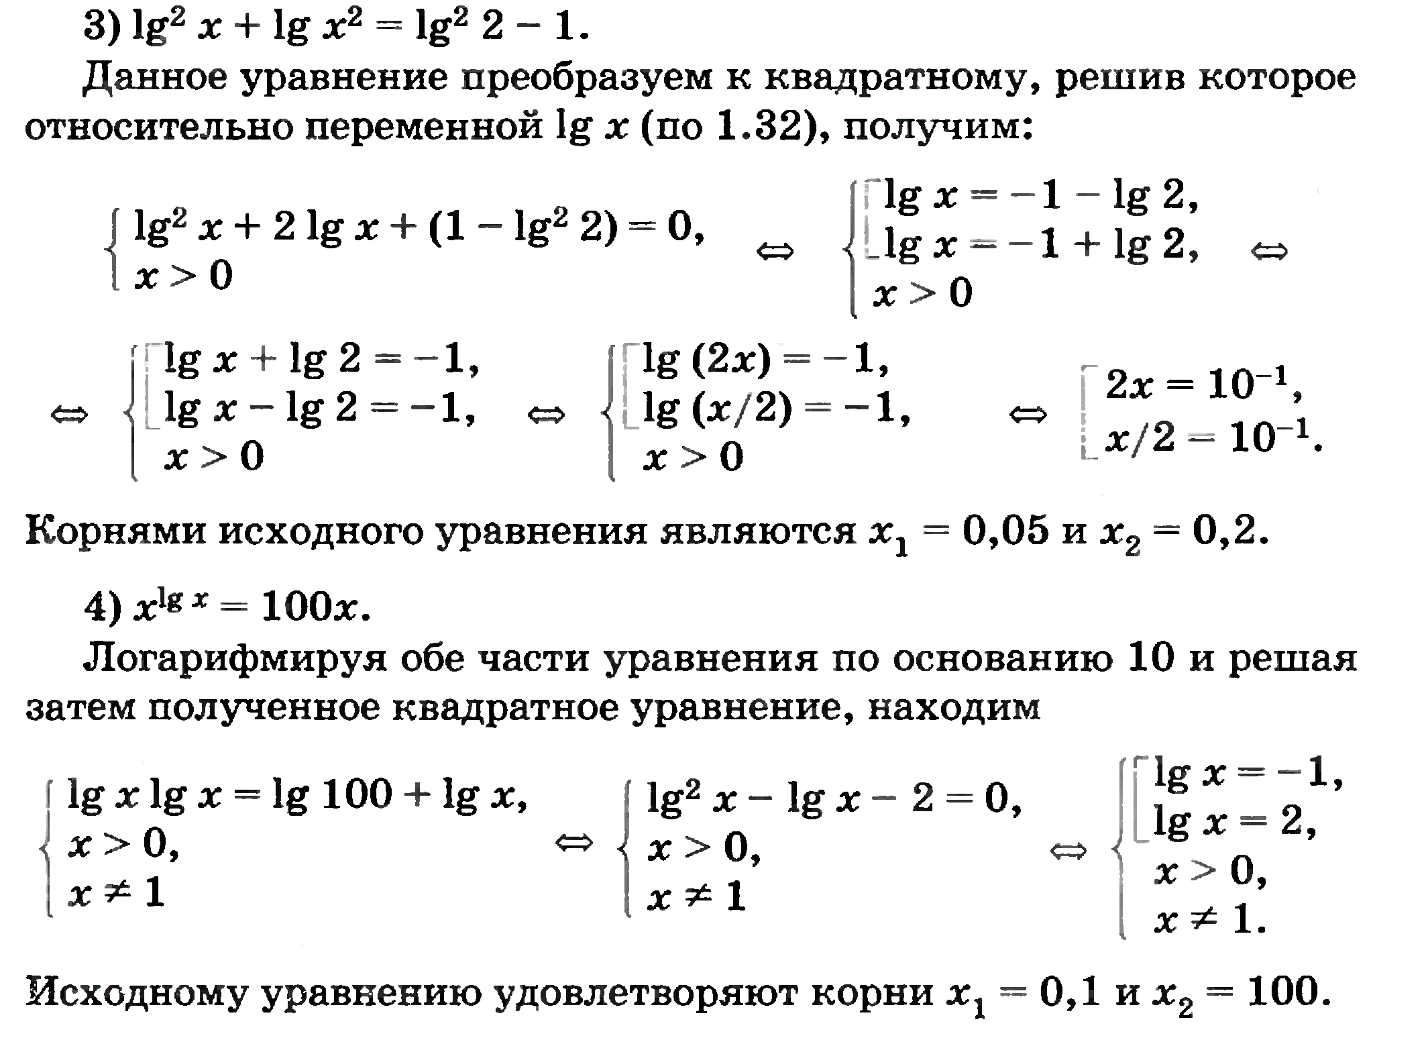 3) lg² x + lg x² = lg² 2 − 1.
Данное уравнение преобразуем к квадратному, решив которое
относительно переменной lg x (по 1.32), получим:
{ lg² x + 2 lg x + (1 − lg² 2) = 0, x > 0 ⇔ { [ lg x = −1 − lg 2, lg x = −1 + lg 2, x > 0 ⇔
⇔ { [ lg x + lg 2 = −1, lg x − lg 2 = −1, x > 0 ⇔ { [ lg (2x) = −1, lg (x/2) = −1, x > 0 ⇔ [ 2x = 10⁻¹, x/2 = 10⁻¹.
Корнями исходного уравнения являются x₁ = 0,05 и x₂ = 0,2.
4) x^(lg x) = 100x.
Логарифмируя обе части уравнения по основанию 10 и решая
затем полученное квадратное уравнение, находим
{ lg x lg x = lg 100 + lg x, x > 0, x ≠ 1 ⇔ { lg² x − lg x − 2 = 0, x > 0, x ≠ 1 ⇔ { [ lg x = −1, lg x = 2, x > 0, x ≠ 1.
Исходному уравнению удовлетворяют корни x₁ = 0,1 и x₂ = 100.